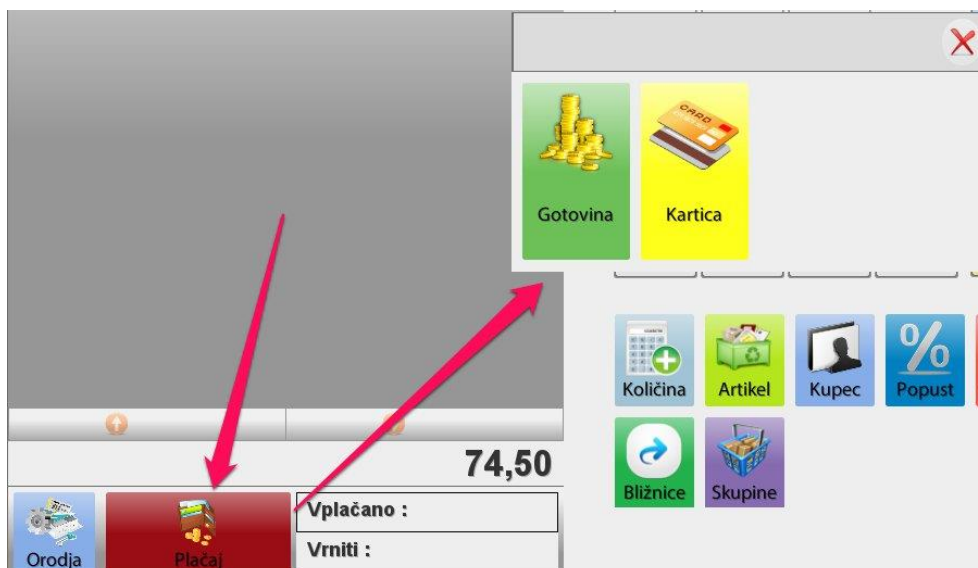 CARD
Gotovina
Kartica
Količina
Artikel
Kupec
%
Popust
Bližnice
Skupine
74,50
Vplačano :
Vrniti :
Orodja
Plačaj